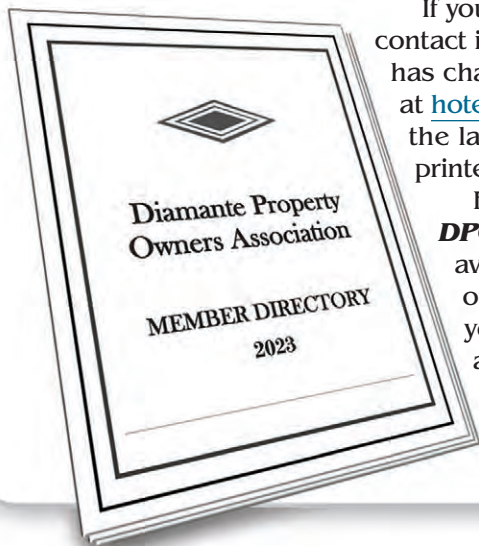 Diamante Property
Owners Association
MEMBER DIRECTORY
2023
If you
contact i
has cha
at hote
the la
printe
DPO
av
o
yo
a